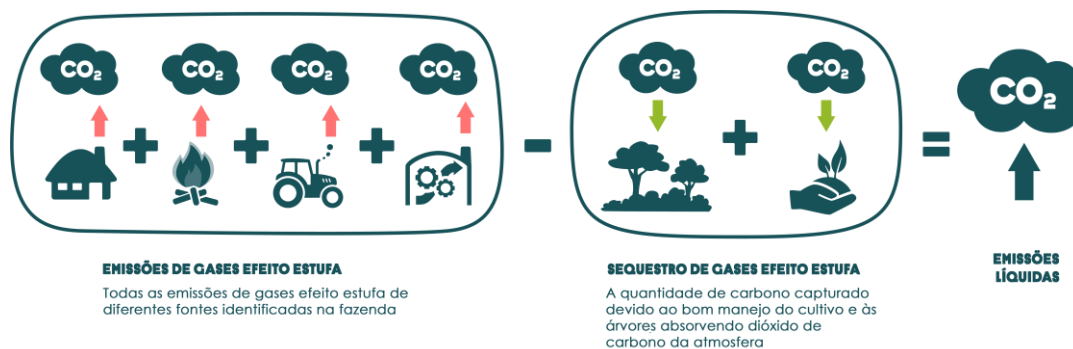 CO₂
CO₂
CO₂
CO₂
CO₂
CO₂
CO₂
EMISSÕES DE GASES EFEITO ESTUFA
Todas as emissões de gases efeito estufa de
diferentes fontes identificadas na fazenda
SEQUESTRO DE GASES EFEITO ESTUFA
A quantidade de carbono capturado
devido ao bom manejo do cultivo e às
árvores absorvendo dióxido de
carbono da atmosfera
EMISSÕES
LÍQUIDAS